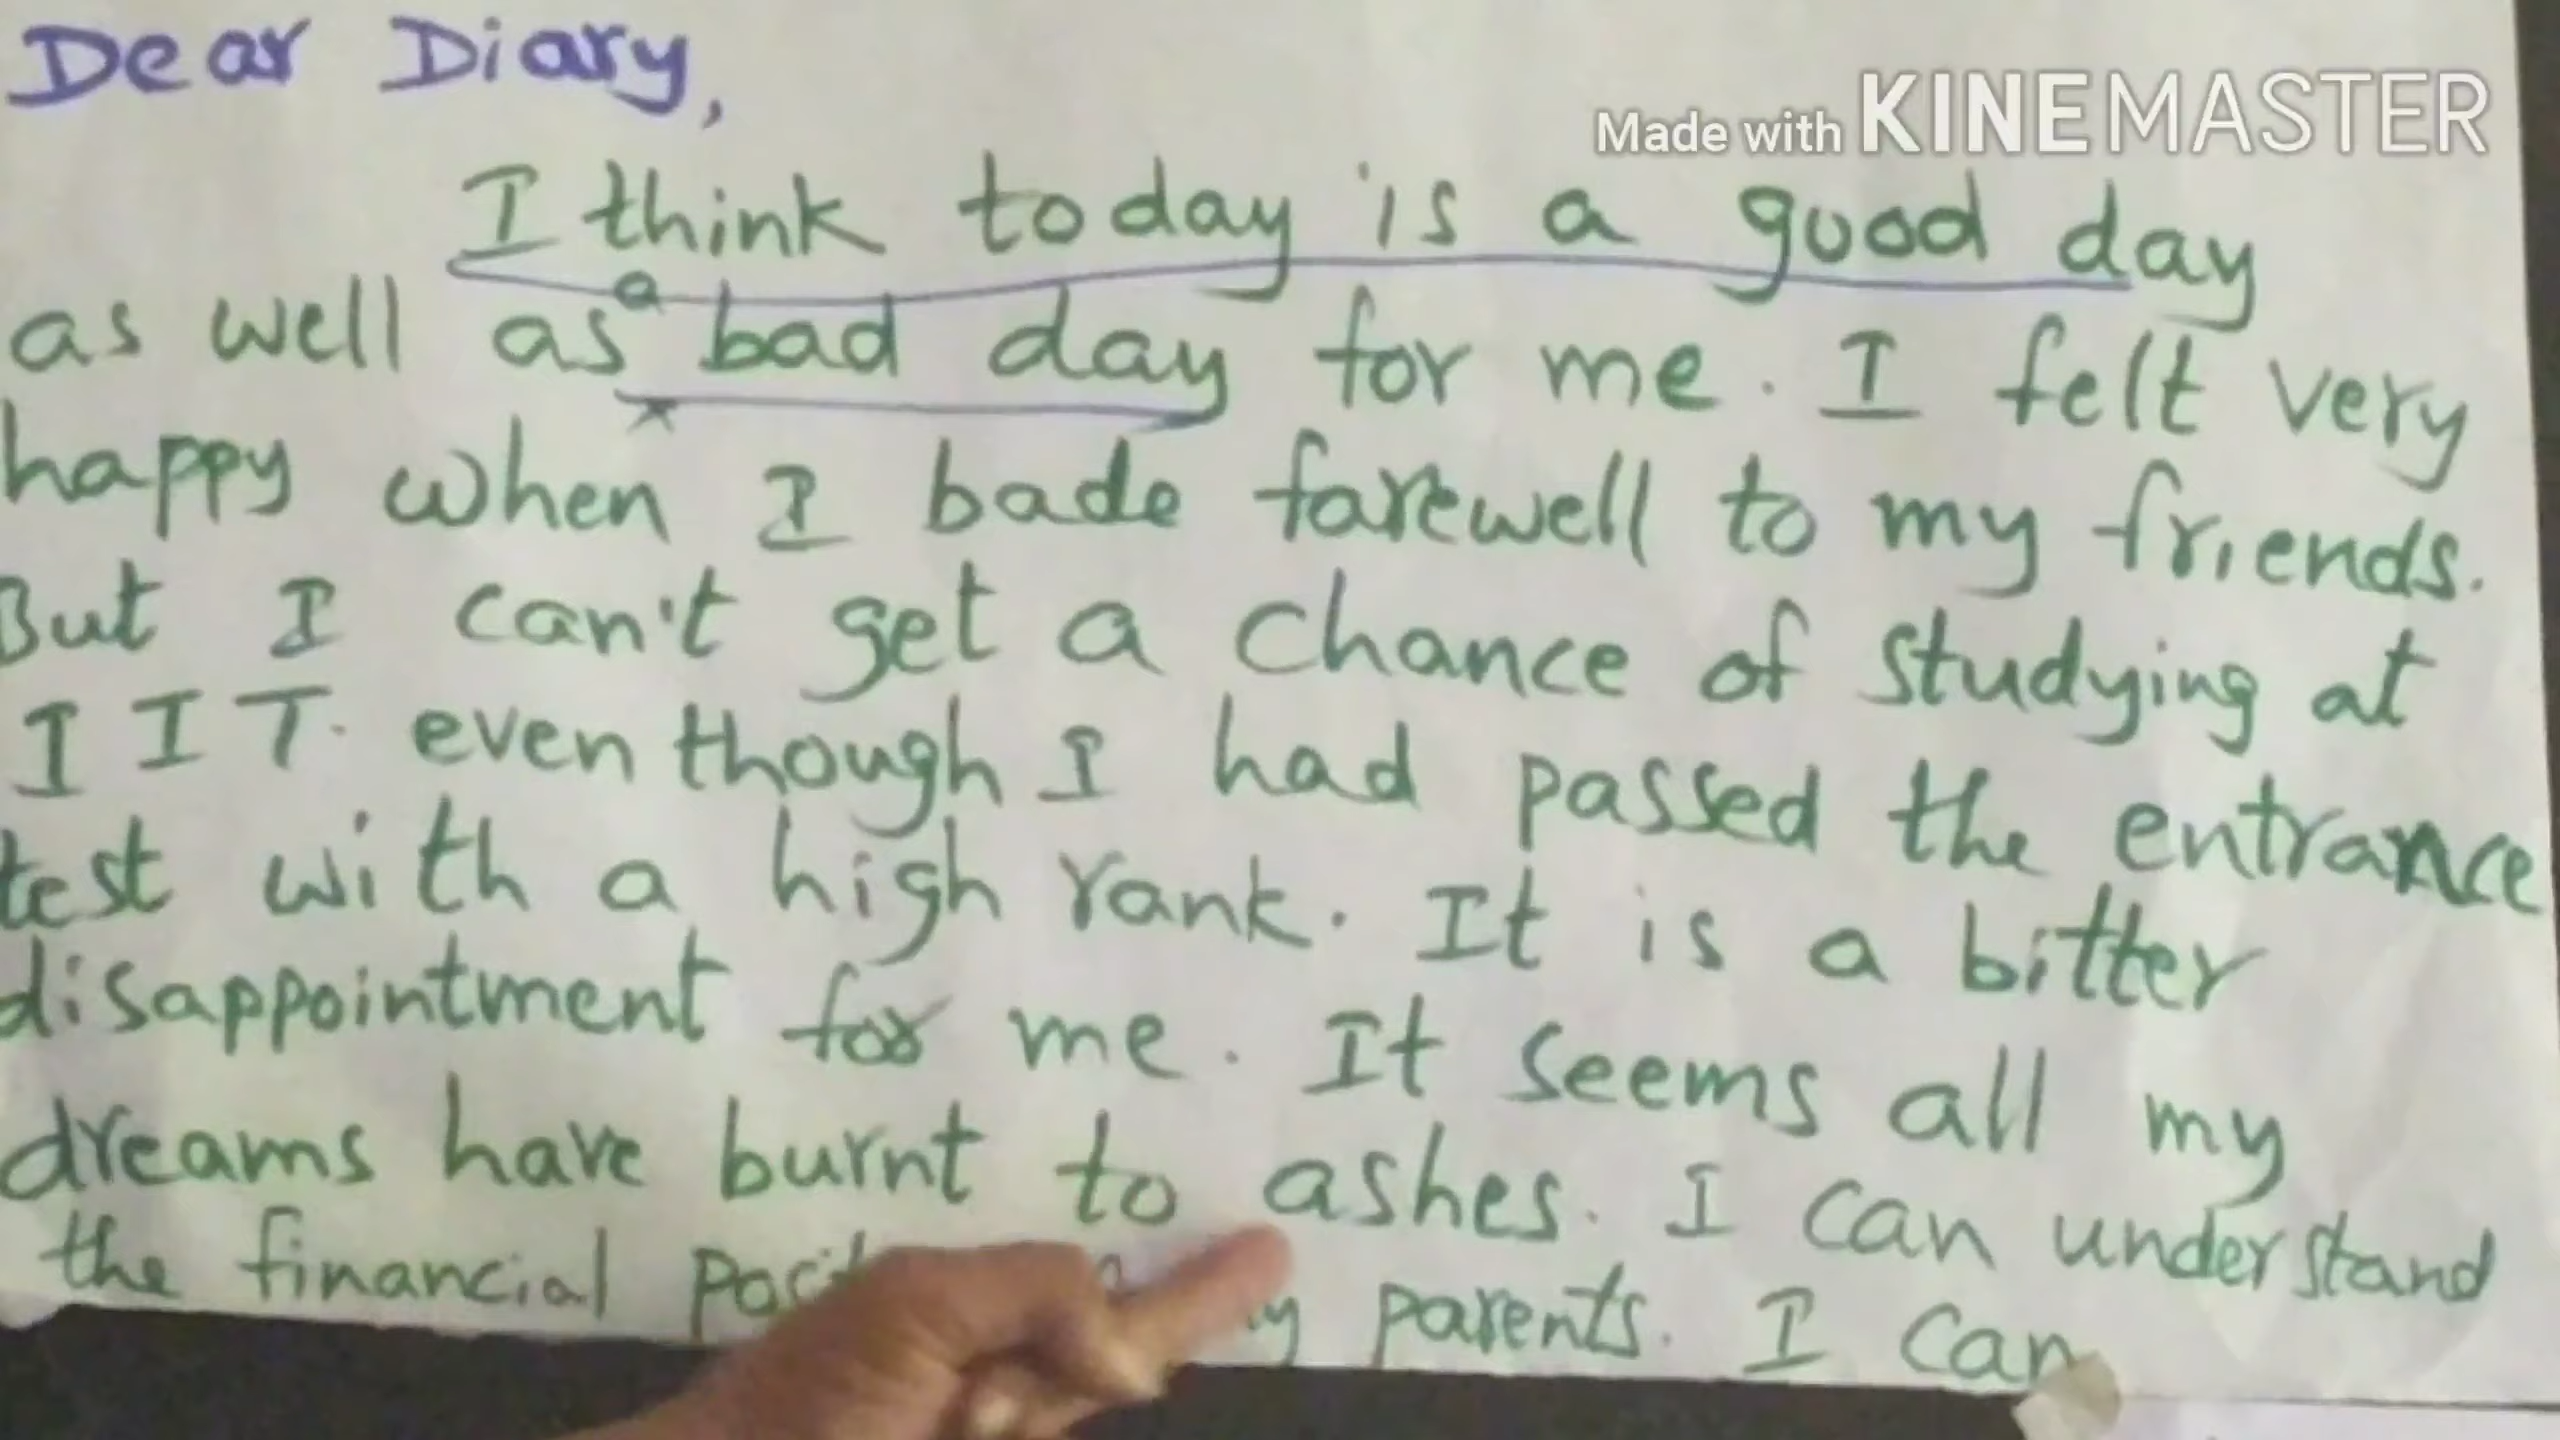 Dear Diary,
Made with KINEMASTER
I think today is a good day
as well as a bad day for me. I felt very
happy when I bade farewell to my friends.
But I can't get a chance of studying at
I I T. even though I had passed the entrance
test with a high rank. It is a bitter
disappointment for me. It seems all my
dreams have burnt to ashes. I can understand
the financial parents. I can